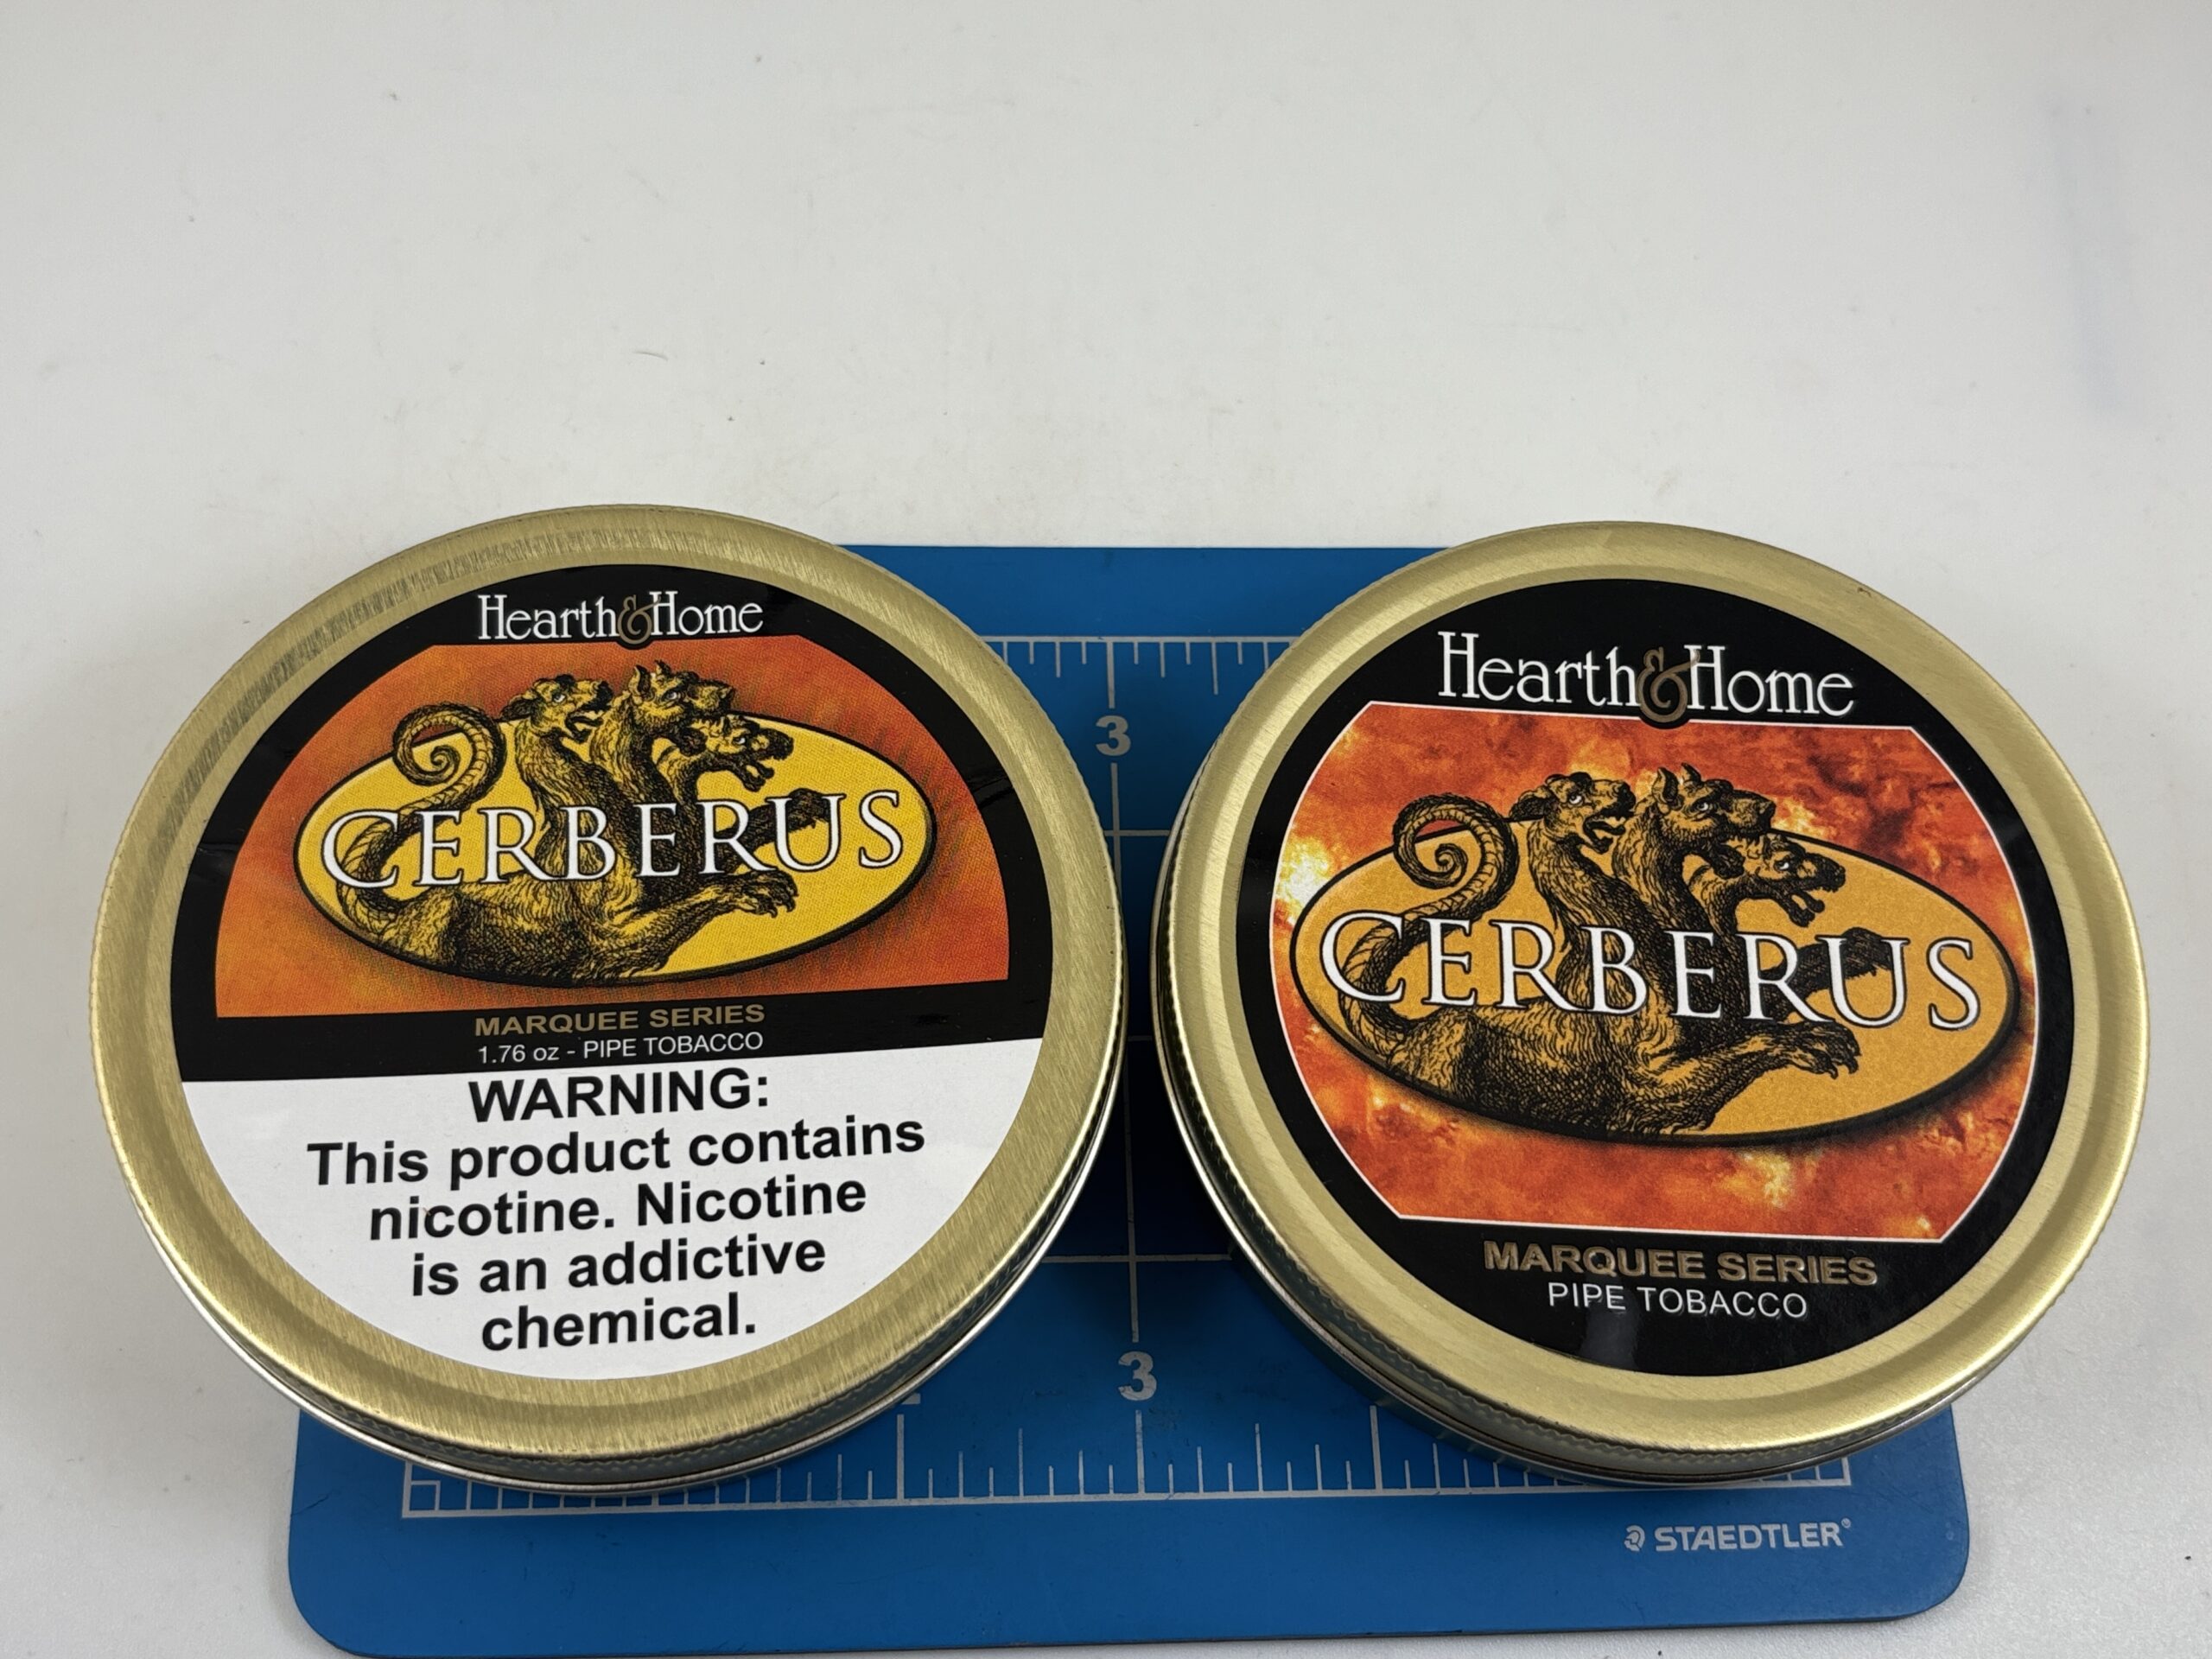 Hearth & Home
CERBERUS
MARQUEE SERIES
1.76 oz - PIPE TOBACCO
WARNING:
This product contains
nicotine. Nicotine
is an addictive
chemical.
Hearth & Home
CERBERUS
MARQUEE SERIES
PIPE TOBACCO
3
3
STAEDTLER®